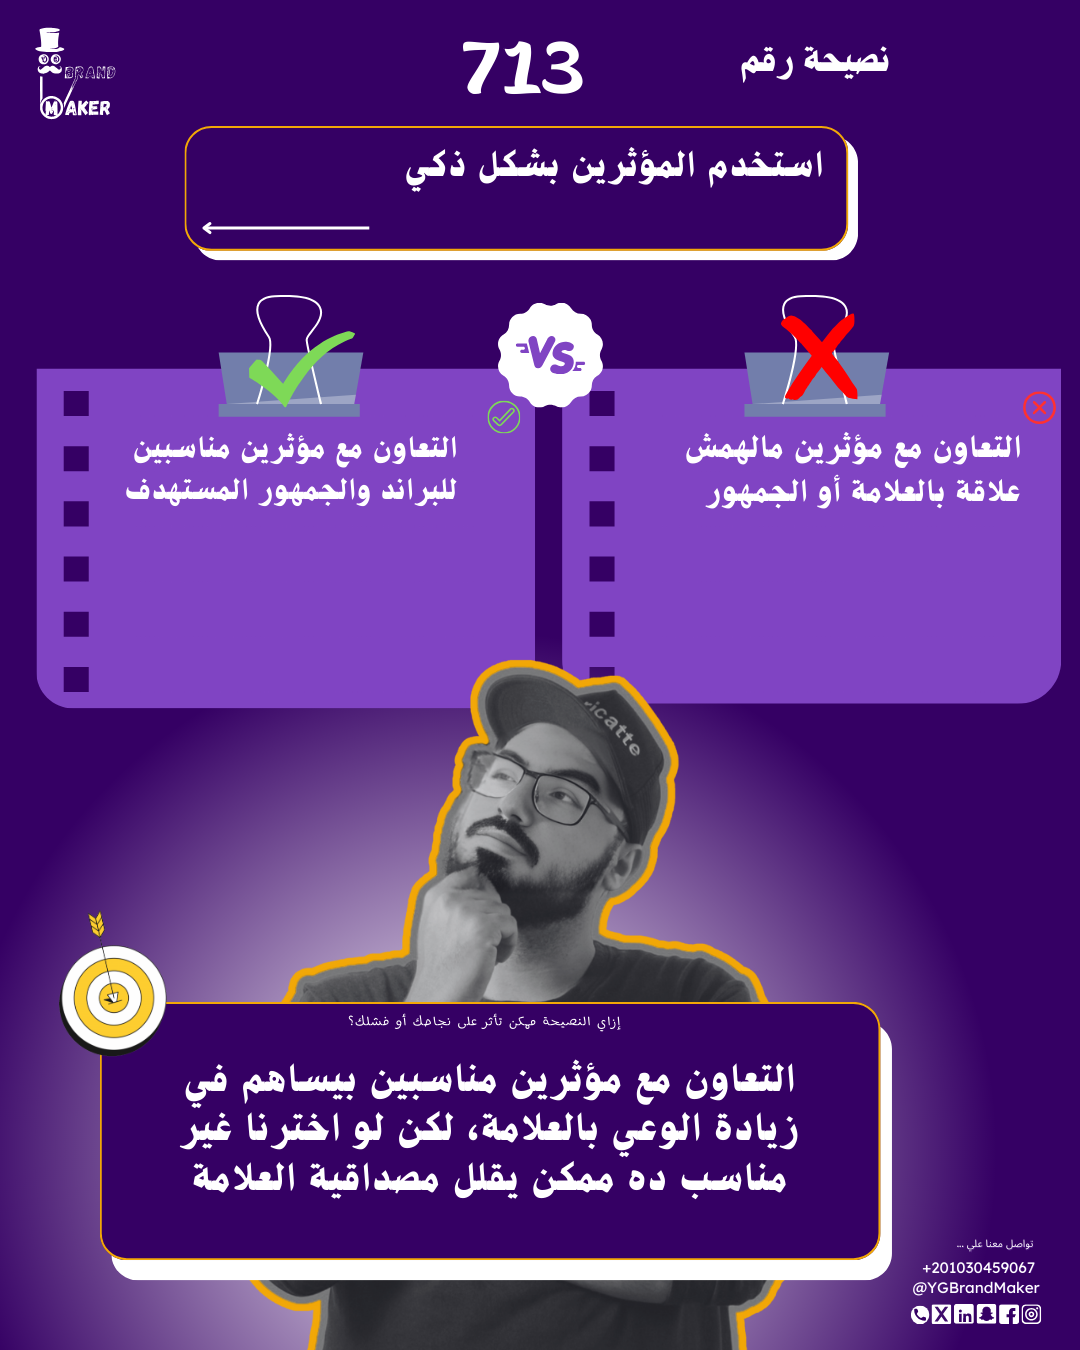 BRAND
MAKER
نصيحة رقم
713
استخدم المؤثرين بشكل ذكي
VS
التعاون مع مؤثرين مالهمش
علاقة بالعلامة أو الجمهور
التعاون مع مؤثرين مناسبين
للبراند والجمهور المستهدف
icatte
إزاي النصيحة ممكن تأثر على نجاحك أو فشلك؟
التعاون مع مؤثرين مناسبين بيساهم في
زيادة الوعي بالعلامة، لكن لو اخترنا غير
مناسب ده ممكن يقلل مصداقية العلامة
تواصل معنا علي ...
+201030459067
@YGBrandMaker